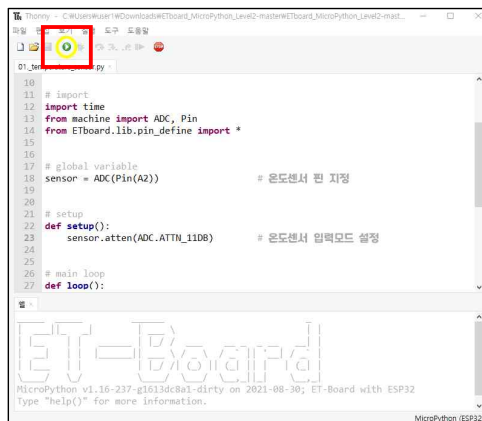 Thonny - C:₩Users₩user1₩Downloads₩ETboard_MicroPython_Level2-master₩ETboard_MicroPython_Level2-mast...
파일 편집 보기 도구 도움말
10
11 # import
12 import time
13 from machine import ADC, Pin
14 from ETboard.lib.pin_define import *
15
16
17 # global variable
18 sensor = ADC(Pin(A2)) # 온도센서 핀 지정
19
20
21 # setup
22 def setup():
23 sensor.atten(ADC.ATTN_11DB) # 온도센서 입력모드 설정
24
25
26 # main loop
27 def loop():
쉘
MicroPython v1.16-237-g1613dc8a1-dirty on 2021-08-30; ET-Board with ESP32
Type "help()" for more information.
MicroPython (ESP32